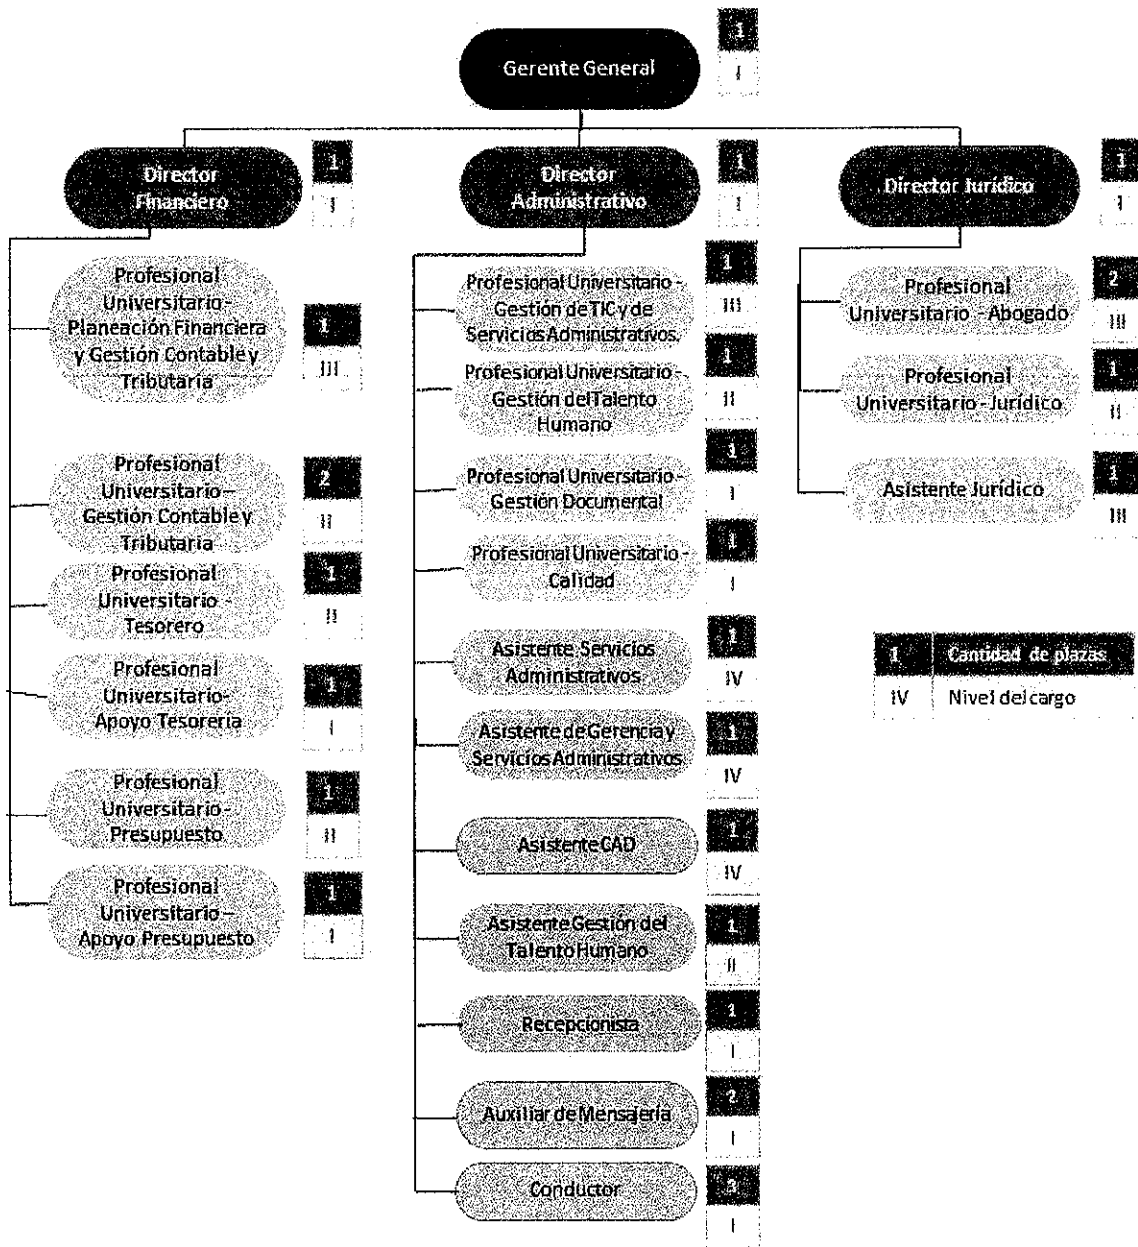 Gerente General
1
I
Director
Financiero
1
I
Profesional
Universitario -
Planeación Financiera
y Gestión Contable y
Tributaria
1
III
Profesional
Universitario –
Gestión Contable y
Tributaria
2
II
Profesional
Universitario -
Tesorero
1
II
Profesional
Universitario-
Apoyo Tesorería
1
I
Profesional
Universitario-
Presupuesto
1
II
Profesional
Universitario –
Apoyo Presupuesto
1
I
Director
Administrativo
1
I
Profesional Universitario -
Gestión de TIC y de
Servicios Administrativos.
1
III
Profesional Universitario -
Gestión del Talento
Humano
1
II
Profesional Universitario -
Gestión Documental
1
I
Profesional Universitario -
Calidad
1
I
Asistente Servicios
Administrativos
1
IV
Asistente de Gerencia y
Servicios Administrativos
1
IV
Asistente CAD
1
IV
Asistente Gestión del
Talento Humano
1
II
Recepcionista
1
I
Auxiliar de Mensajería
2
I
Conductor
3
I
Director Jurídico
1
I
Profesional
Universitario - Abogado
2
III
Profesional
Universitario - Jurídico
1
II
Asistente Jurídico
1
III
1 Cantidad de plazas
IV Nivel del cargo